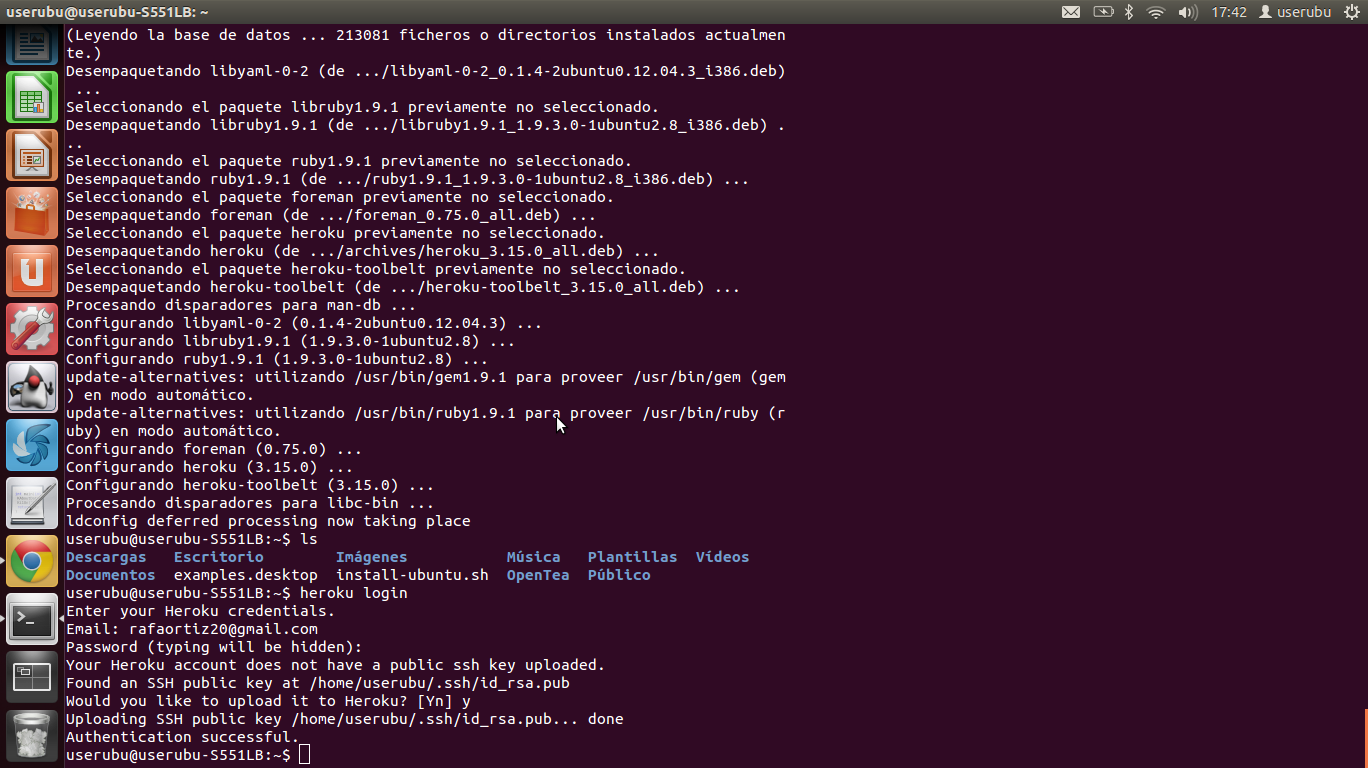 userubu@userubu-S551LB: ~
17:42 userubu
(Leyendo la base de datos ... 213081 ficheros o directorios instalados actualmen
te.)
Desempaquetando libyaml-0-2 (de .../libyaml-0-2_0.1.4-2ubuntu0.12.04.3_i386.deb)
 ...
Seleccionando el paquete libruby1.9.1 previamente no seleccionado.
Desempaquetando libruby1.9.1 (de .../libruby1.9.1_1.9.3.0-1ubuntu2.8_i386.deb) .
..
Seleccionando el paquete ruby1.9.1 previamente no seleccionado.
Desempaquetando ruby1.9.1 (de .../ruby1.9.1_1.9.3.0-1ubuntu2.8_i386.deb) ...
Seleccionando el paquete foreman previamente no seleccionado.
Desempaquetando foreman (de .../foreman_0.75.0_all.deb) ...
Seleccionando el paquete heroku previamente no seleccionado.
Desempaquetando heroku (de .../archives/heroku_3.15.0_all.deb) ...
Seleccionando el paquete heroku-toolbelt previamente no seleccionado.
Desempaquetando heroku-toolbelt (de .../heroku-toolbelt_3.15.0_all.deb) ...
Procesando disparadores para man-db ...
Configurando libyaml-0-2 (0.1.4-2ubuntu0.12.04.3) ...
Configurando libruby1.9.1 (1.9.3.0-1ubuntu2.8) ...
Configurando ruby1.9.1 (1.9.3.0-1ubuntu2.8) ...
update-alternatives: utilizando /usr/bin/gem1.9.1 para proveer /usr/bin/gem (gem
) en modo automático.
update-alternatives: utilizando /usr/bin/ruby1.9.1 para proveer /usr/bin/ruby (r
uby) en modo automático.
Configurando foreman (0.75.0) ...
Configurando heroku (3.15.0) ...
Configurando heroku-toolbelt (3.15.0) ...
Procesando disparadores para libc-bin ...
ldconfig deferred processing now taking place
userubu@userubu-S551LB:~$ ls
Descargas Escritorio Imágenes Música Plantillas Vídeos
Documentos examples.desktop install-ubuntu.sh OpenTea Público
userubu@userubu-S551LB:~$ heroku login
Enter your Heroku credentials.
Email: rafaortiz20@gmail.com
Password (typing will be hidden):
Your Heroku account does not have a public ssh key uploaded.
Found an SSH public key at /home/userubu/.ssh/id_rsa.pub
Would you like to upload it to Heroku? [Yn] y
Uploading SSH public key /home/userubu/.ssh/id_rsa.pub... done
Authentication successful.
userubu@userubu-S551LB:~$